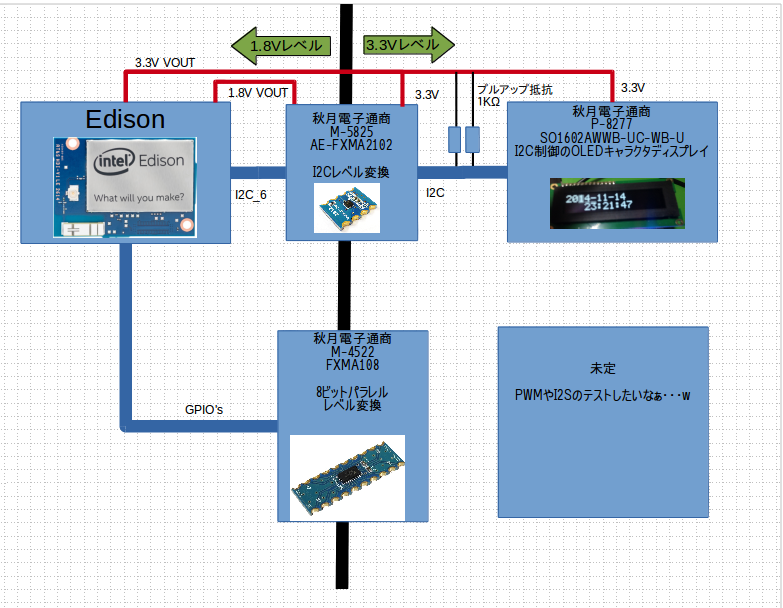 1.8Vレベル
3.3Vレベル
3.3V VOUT
1.8V VOUT
3.3V
プルアップ抵抗
1KΩ
3.3V
Edison
intel Edison
What will you make?
I2C_6
秋月電子通商
M-5825
AE-FXMA2102
I2Cレベル変換
I2C
秋月電子通商
P-8277
SO1602AWWB-UC-WB-U
I2C制御のOLEDキャラクタディスプレイ
2014-11-14
23:21:47
秋月電子通商
M-4522
FXMA108
8ビットパラレル
レベル変換
GPIO's
未定
PWMやI2Sのテストしたいなぁ・・・w